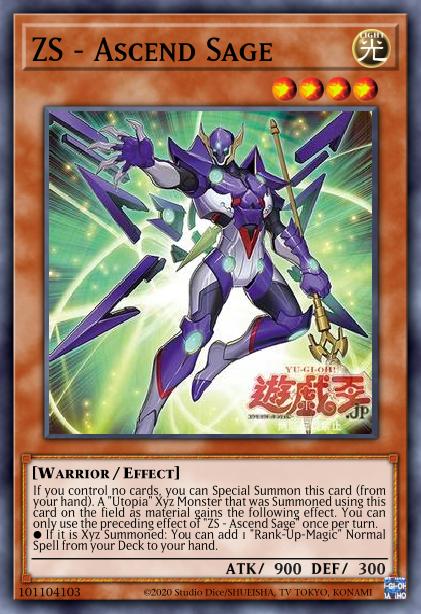 ZS - Ascend Sage
LIGHT
光
YU-GI-OH!
遊戯王.jp
[Warrior / Effect]
If you control no cards, you can Special Summon this card (from
your hand). A "Utopia" Xyz Monster that was Summoned using this
card on the field as material gains the following effect. You can
only use the preceding effect of "ZS - Ascend Sage" once per turn.
● If it is Xyz Summoned: You can add 1 "Rank-Up-Magic" Normal
Spell from your Deck to your hand.
ATK/ 900 DEF/ 300
101104103
©2020 Studio Dice/SHUEISHA, TV TOKYO, KONAMI